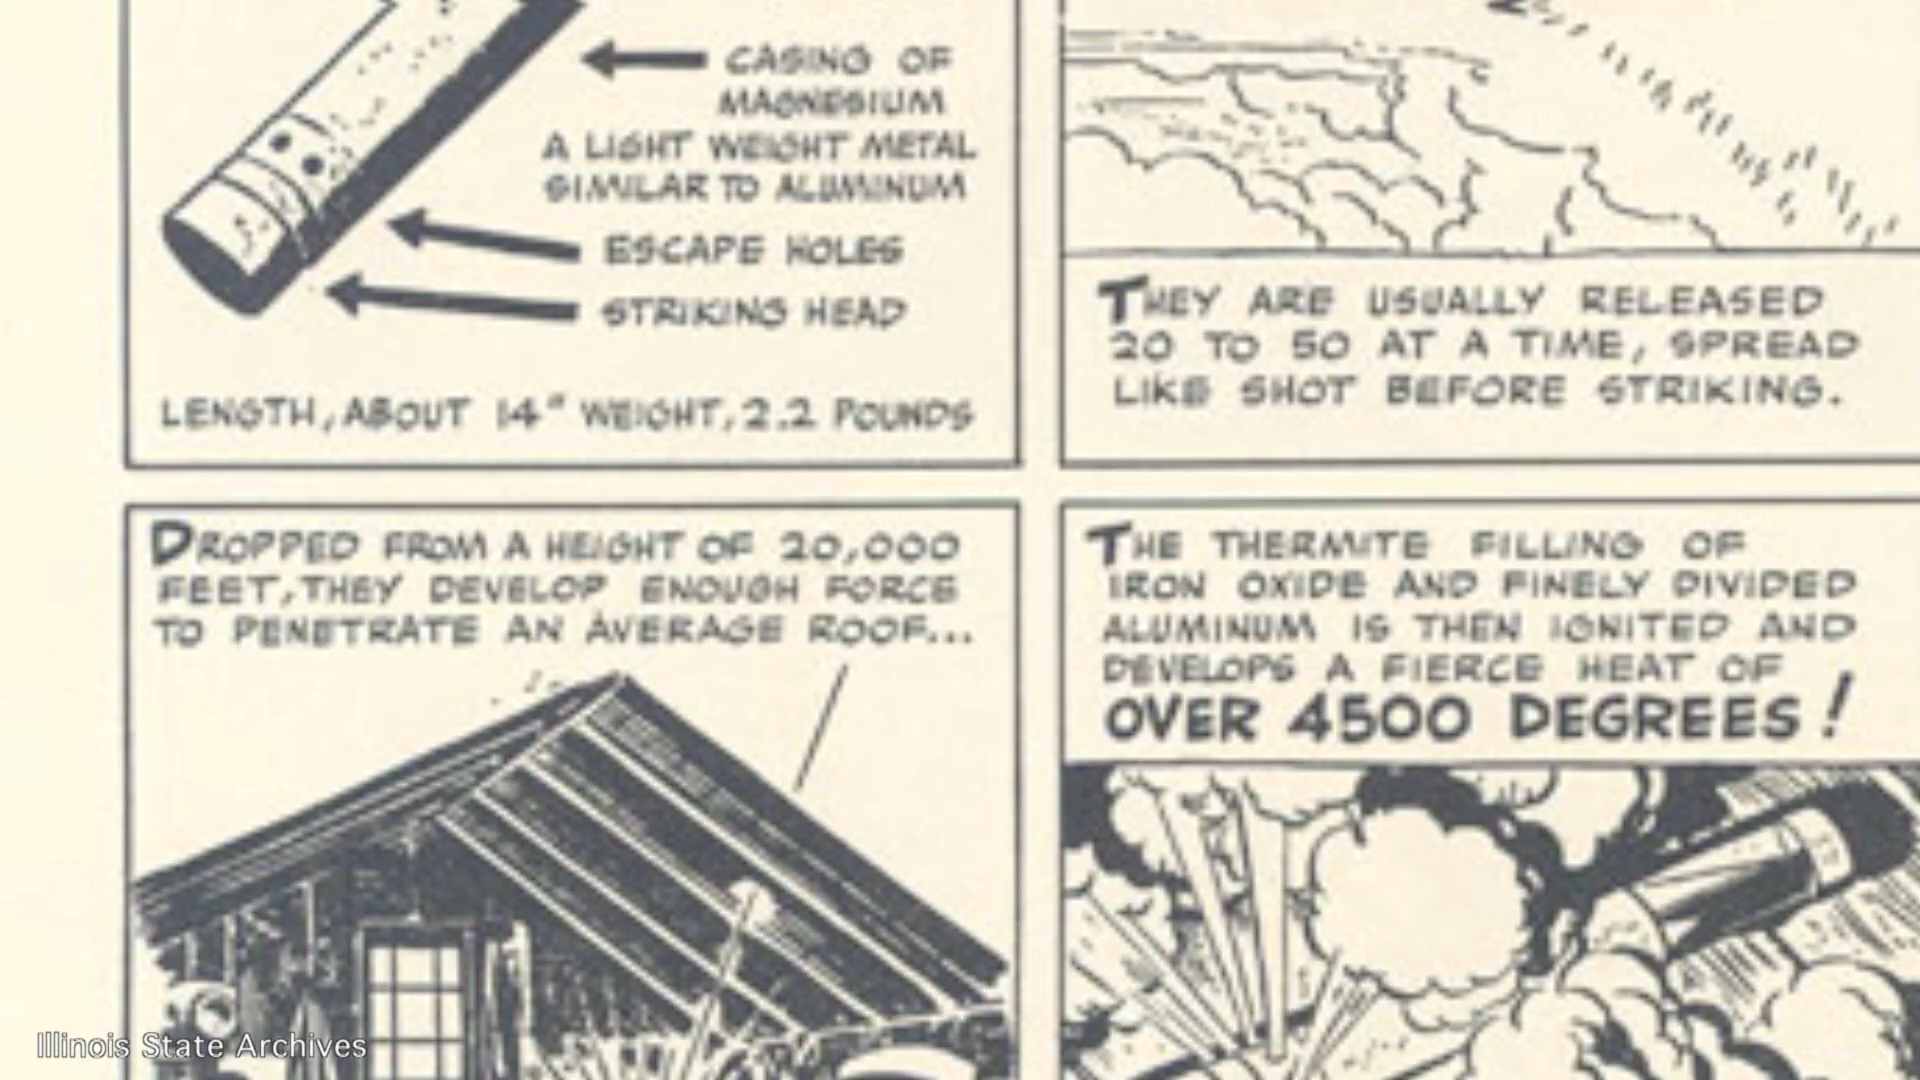 CASING OF
MAGNESIUM
A LIGHT WEIGHT METAL
SIMILAR TO ALUMINUM
ESCAPE HOLES
STRIKING HEAD
LENGTH, ABOUT 14" WEIGHT, 2.2 POUNDS
THEY ARE USUALLY RELEASED
20 TO 50 AT A TIME, SPREAD
LIKE SHOT BEFORE STRIKING.
DROPPED FROM A HEIGHT OF 20,000
FEET, THEY DEVELOP ENOUGH FORCE
TO PENETRATE AN AVERAGE ROOF...
THE THERMITE FILLING OF
IRON OXIDE AND FINELY DIVIDED
ALUMINUM IS THEN IGNITED AND
DEVELOPS A FIERCE HEAT OF
OVER 4500 DEGREES!
Illinois State Archives